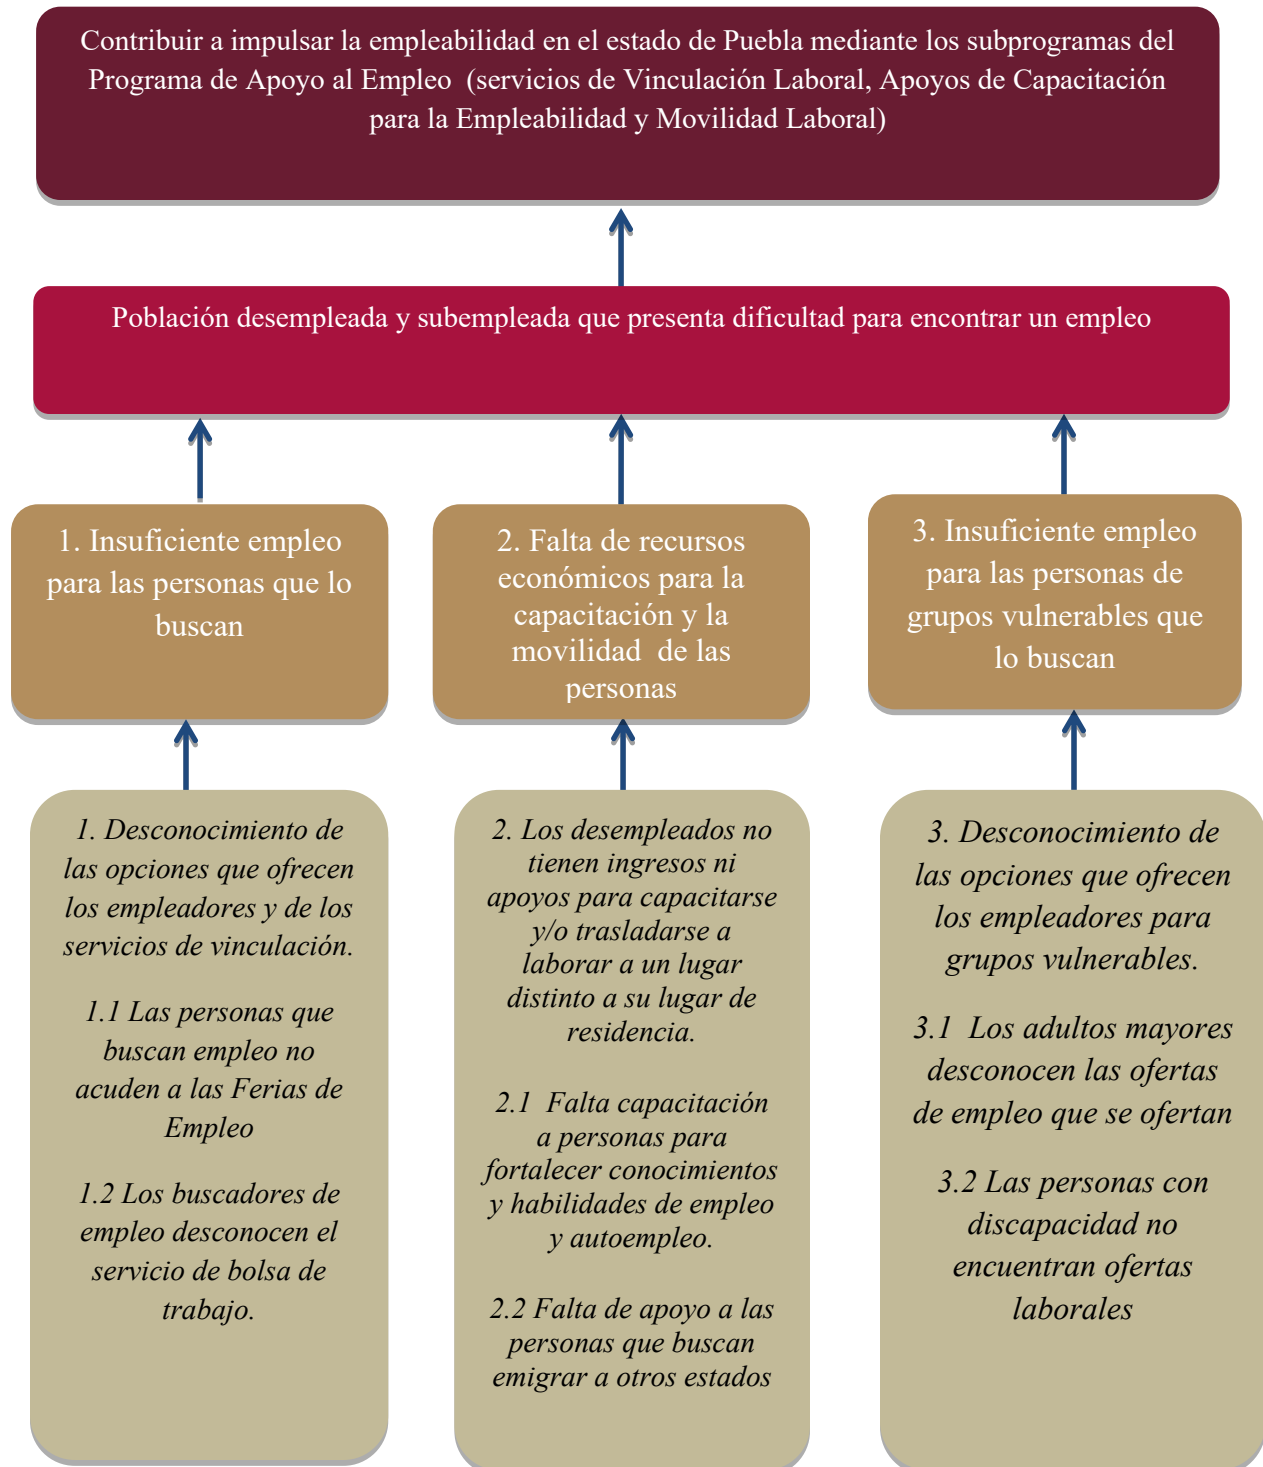 Contribuir a impulsar la empleabilidad en el estado de Puebla mediante los subprogramas del
Programa de Apoyo al Empleo  (servicios de Vinculación Laboral, Apoyos de Capacitación
para la Empleabilidad y Movilidad Laboral)
Población desempleada y subempleada que presenta dificultad para encontrar un empleo
1. Insuficiente empleo
para las personas que lo
buscan
2. Falta de recursos
económicos para la
capacitación y la
movilidad  de las
personas
3. Insuficiente empleo
para las personas de
grupos vulnerables que
lo buscan
1. Desconocimiento de
las opciones que ofrecen
los empleadores y de los
servicios de vinculación.
1.1 Las personas que
buscan empleo no
acuden a las Ferias de
Empleo
1.2 Los buscadores de
empleo desconocen el
servicio de bolsa de
trabajo.
2. Los desempleados no
tienen ingresos ni
apoyos para capacitarse
y/o trasladarse a
laborar a un lugar
distinto a su lugar de
residencia.
2.1  Falta capacitación
a personas para
fortalecer conocimientos
y habilidades de empleo
y autoempleo.
2.2 Falta de apoyo a las
personas que buscan
emigrar a otros estados
3. Desconocimiento de
las opciones que ofrecen
los empleadores para
grupos vulnerables.
3.1  Los adultos mayores
desconocen las ofertas
de empleo que se ofertan
3.2 Las personas con
discapacidad no
encuentran ofertas
laborales